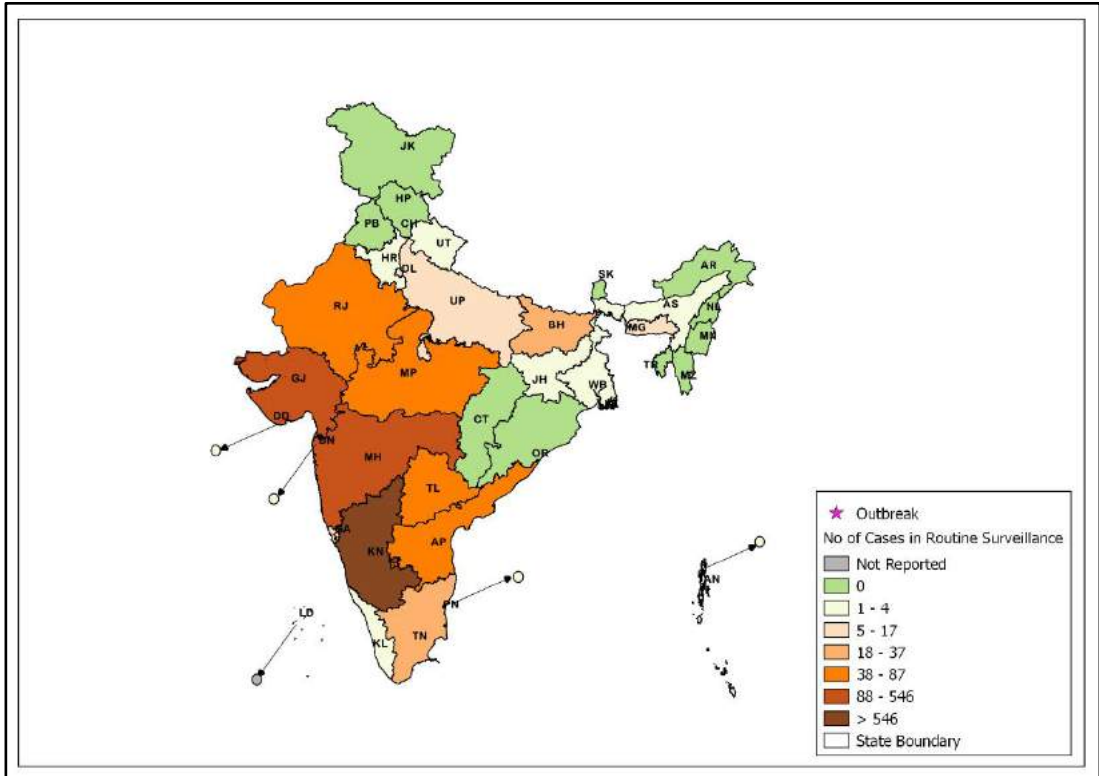 JK
HP
PB
CH
UT
HR
DL
SK
AR
RJ
UP
BH
AS
NL
MG
MN
TR
MZ
GJ
MP
JH
WB
CT
DD
DN
MH
OR
TL
GA
KN
AP
PN
AN
LD
KL
TN
★ Outbreak
No of Cases in Routine Surveillance
Not Reported
0
1 - 4
5 - 17
18 - 37
38 - 87
88 - 546
> 546
State Boundary